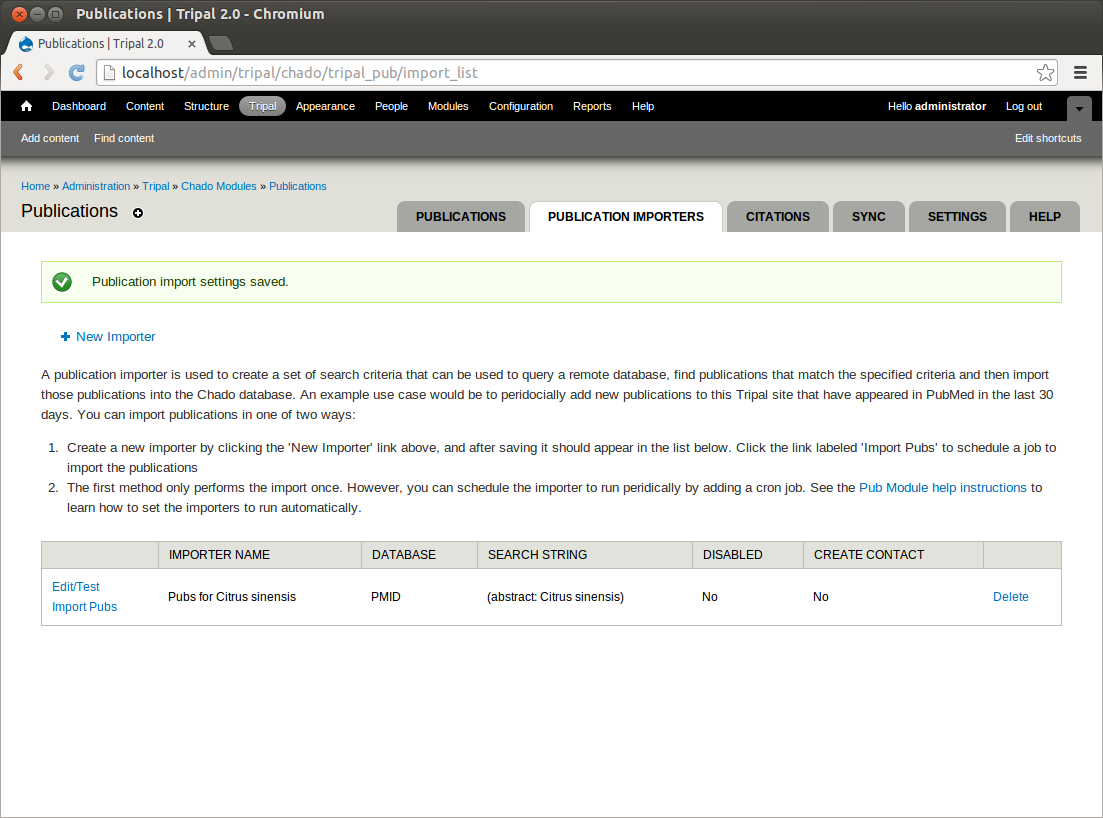 Publications | Tripal 2.0 - Chromium
Publications | Tripal 2.0
localhost/admin/tripal/chado/tripal_pub/import_list
Dashboard Content Structure Tripal Appearance People Modules Configuration Reports Help Hello administrator Log out
Add content Find content Edit shortcuts
Home » Administration » Tripal » Chado Modules » Publications
Publications
PUBLICATIONS PUBLICATION IMPORTERS CITATIONS SYNC SETTINGS HELP
Publication import settings saved.
New Importer
A publication importer is used to create a set of search criteria that can be used to query a remote database, find publications that match the specified criteria and then import
those publications into the Chado database. An example use case would be to peridocially add new publications to this Tripal site that have appeared in PubMed in the last 30
days. You can import publications in one of two ways:
1. Create a new importer by clicking the 'New Importer' link above, and after saving it should appear in the list below. Click the link labeled 'Import Pubs' to schedule a job to
import the publications
2. The first method only performs the import once. However, you can schedule the importer to run peridically by adding a cron job. See the Pub Module help instructions to
learn how to set the importers to run automatically.
IMPORTER NAME DATABASE SEARCH STRING DISABLED CREATE CONTACT
Edit/Test
Import Pubs
Pubs for Citrus sinensis PMID (abstract: Citrus sinensis) No No Delete